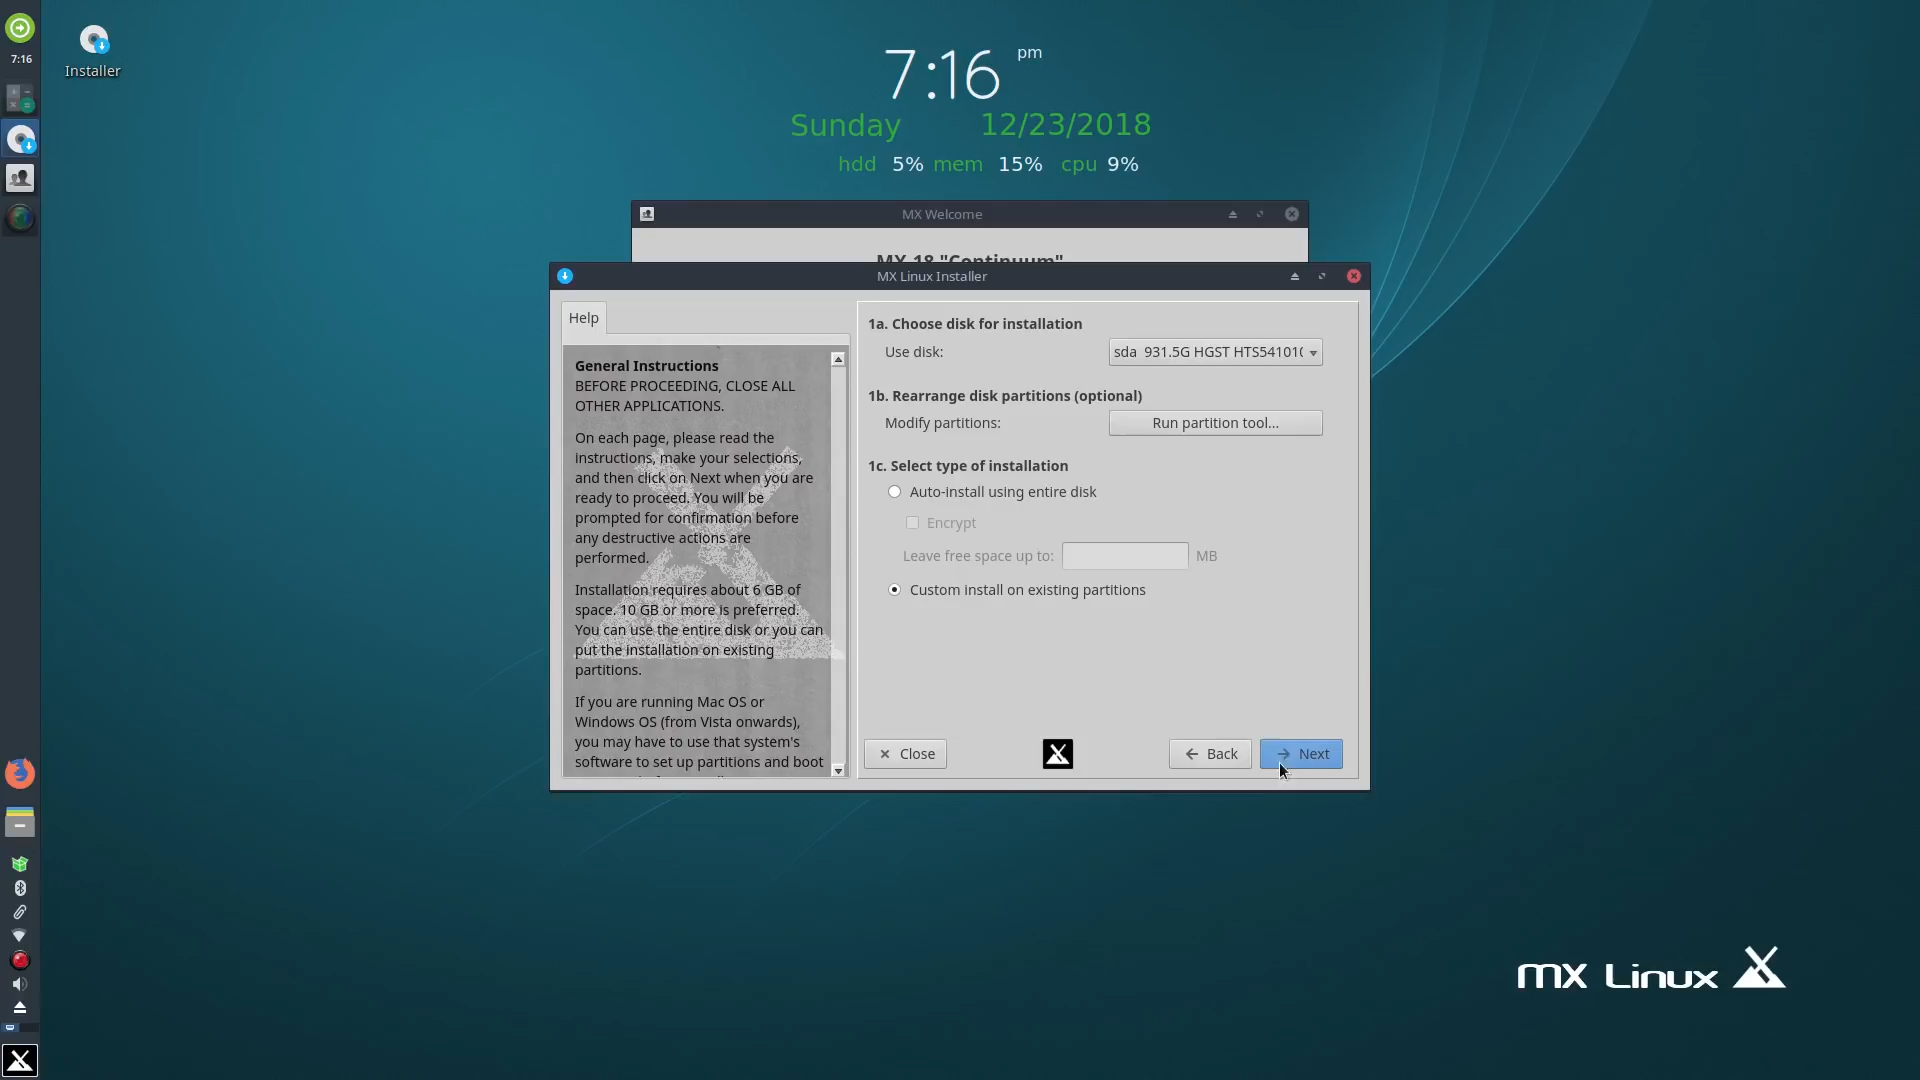 7:16
Installer
7:16 pm
Sunday 12/23/2018
hdd 5% mem 15% cpu 9%
MX Welcome
MX-18 "Continuum"
MX Linux Installer
Help
General Instructions
BEFORE PROCEEDING, CLOSE ALL
OTHER APPLICATIONS.
On each page, please read the
instructions, make your selections,
and then click on Next when you are
ready to proceed. You will be
prompted for confirmation before
any destructive actions are
performed.
Installation requires about 6 GB of
space. 10 GB or more is preferred.
You can use the entire disk or you can
put the installation on existing
partitions.
If you are running Mac OS or
Windows OS (from Vista onwards),
you may have to use that system's
software to set up partitions and boot
1a. Choose disk for installation
Use disk:
sda 931.5G HGST HTS541010
1b. Rearrange disk partitions (optional)
Modify partitions:
Run partition tool...
1c. Select type of installation
Auto-install using entire disk
Encrypt
Leave free space up to:
MB
Custom install on existing partitions
Close
Back
Next
mx Linux